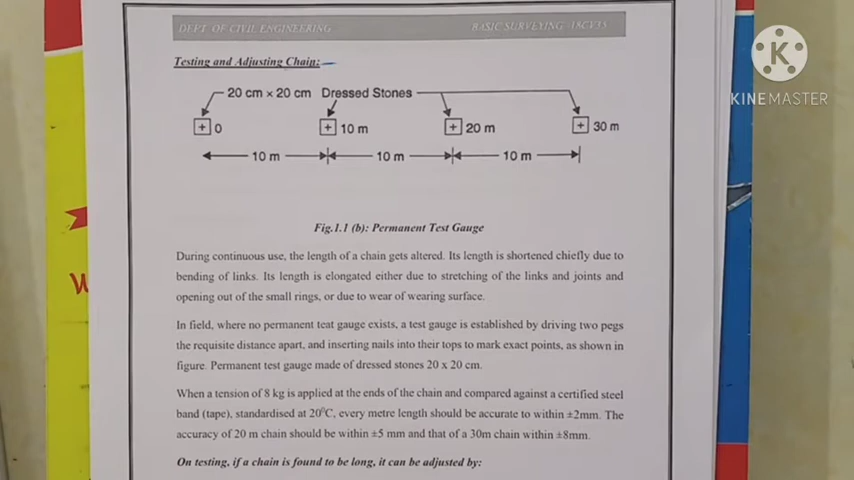 DEPT. OF CIVIL ENGINEERING BASIC SURVEYING -18CV35
Testing and Adjusting Chain:
20 cm × 20 cm Dressed Stones
0 10 m 20 m 30 m
10 m 10 m 10 m
Fig.1.1 (b): Permanent Test Gauge
During continuous use, the length of a chain gets altered. Its length is shortened chiefly due to
bending of links. Its length is elongated either due to stretching of the links and joints and
opening out of the small rings, or due to wear of wearing surface.
In field, where no permanent teat gauge exists, a test gauge is established by driving two pegs
the requisite distance apart, and inserting nails into their tops to mark exact points, as shown in
figure. Permanent test gauge made of dressed stones 20 x 20 cm.
When a tension of 8 kg is applied at the ends of the chain and compared against a certified steel
band (tape), standardised at 20⁰C, every metre length should be accurate to within ±2mm. The
accuracy of 20 m chain should be within ±5 mm and that of a 30m chain within ±8mm.
On testing, if a chain is found to be long, it can be adjusted by:
K
KINEMASTER
W